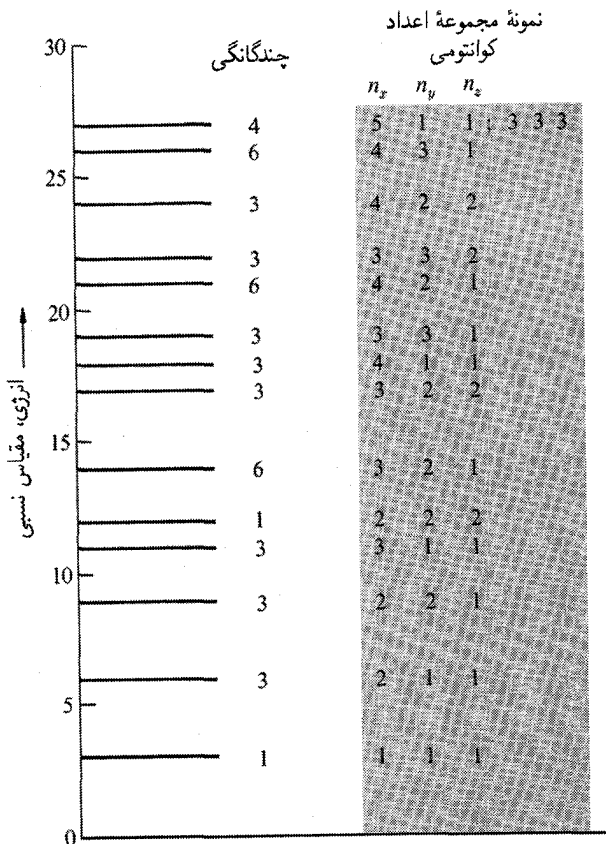 نمونهٔ مجموعهٔ اعداد
کوانتومی
چندگانگی
n_x n_y n_z
30
4 5 1 1 ; 3 3 3
6 4 3 1
25
3 4 2 2
3 3 3 2
6 4 2 1
20
3 3 3 1
3 4 1 1
3 3 2 2
15
6 3 2 1
1 2 2 2
3 3 1 1
10
3 2 2 1
3 2 1 1
5
1 1 1 1
0
انرژی، مقیاس نسبی